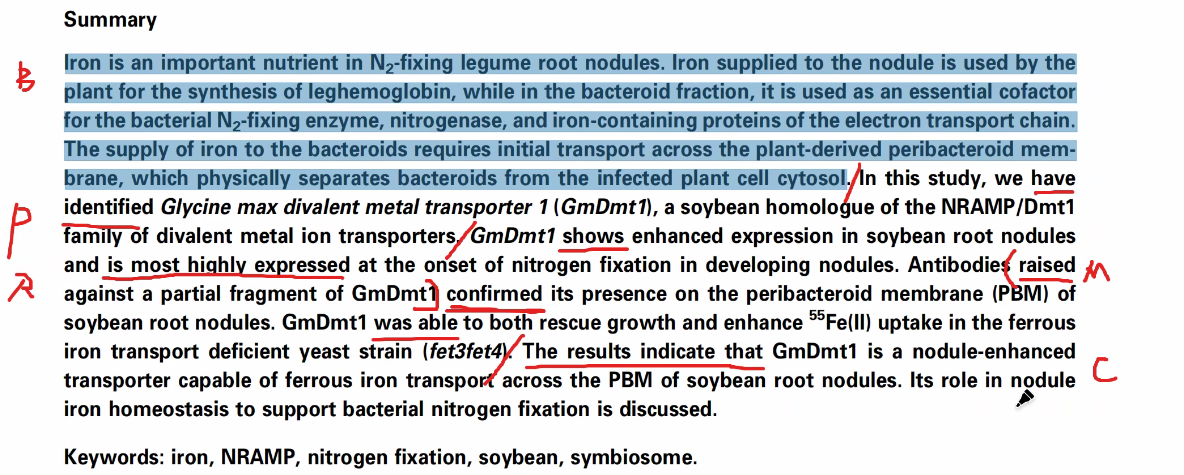 Summary
B
Iron is an important nutrient in N₂-fixing legume root nodules. Iron supplied to the nodule is used by the
plant for the synthesis of leghemoglobin, while in the bacteroid fraction, it is used as an essential cofactor
for the bacterial N₂-fixing enzyme, nitrogenase, and iron-containing proteins of the electron transport chain.
The supply of iron to the bacteroids requires initial transport across the plant-derived peribacteroid mem-
brane, which physically separates bacteroids from the infected plant cell cytosol. In this study, we have
P
identified Glycine max divalent metal transporter 1 (GmDmt1), a soybean homologue of the NRAMP/Dmt1
family of divalent metal ion transporters. GmDmt1 shows enhanced expression in soybean root nodules
R
and is most highly expressed at the onset of nitrogen fixation in developing nodules. Antibodies raised
M
against a partial fragment of GmDmt1 confirmed its presence on the peribacteroid membrane (PBM) of
soybean root nodules. GmDmt1 was able to both rescue growth and enhance ⁵⁵Fe(II) uptake in the ferrous
iron transport deficient yeast strain (fet3fet4). The results indicate that GmDmt1 is a nodule-enhanced
C
transporter capable of ferrous iron transport across the PBM of soybean root nodules. Its role in nodule
iron homeostasis to support bacterial nitrogen fixation is discussed.
Keywords: iron, NRAMP, nitrogen fixation, soybean, symbiosome.